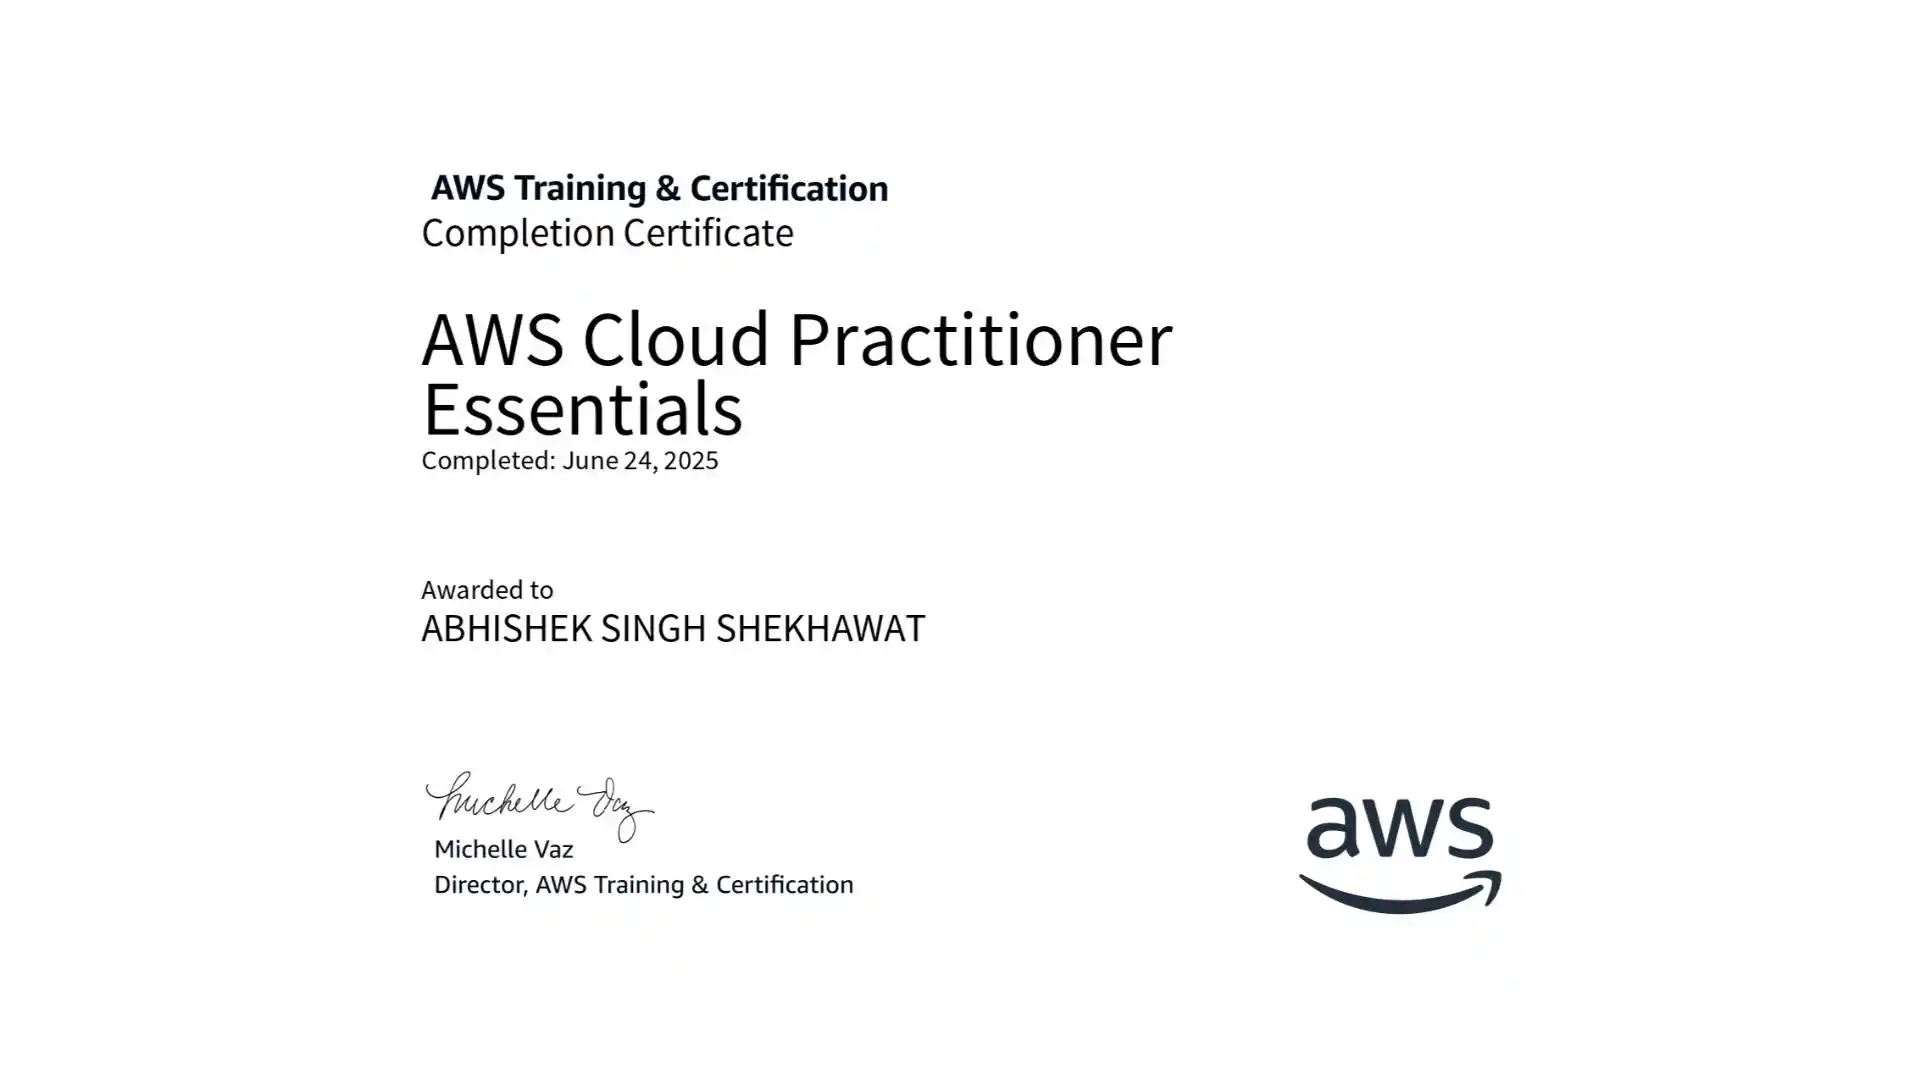 AWS Training & Certification
Completion Certificate
AWS Cloud Practitioner
Essentials
Completed: June 24, 2025
Awarded to
ABHISHEK SINGH SHEKHAWAT
Michelle Vaz
Michelle Vaz
Director, AWS Training & Certification
aws